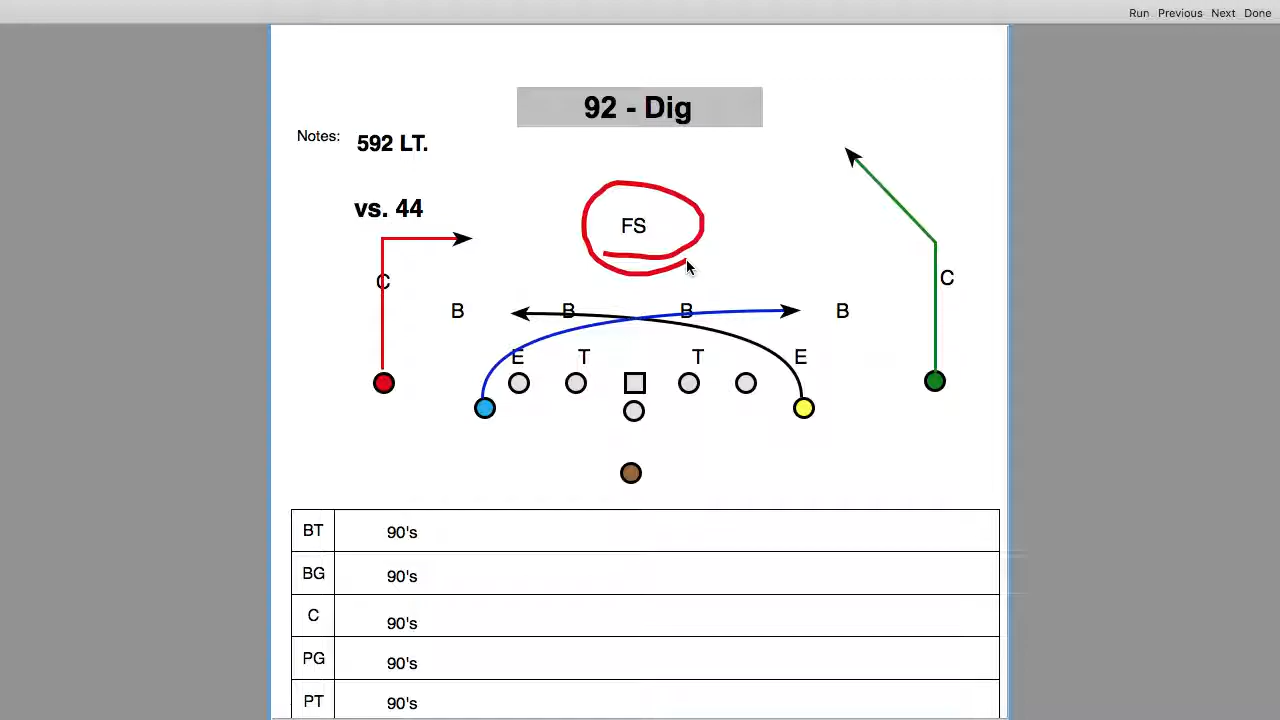 Run Previous Next Done
92 - Dig
Notes: 592 LT.
vs. 44
FS
C C
B B B B
E T T E
BT 90's
BG 90's
C 90's
PG 90's
PT 90's